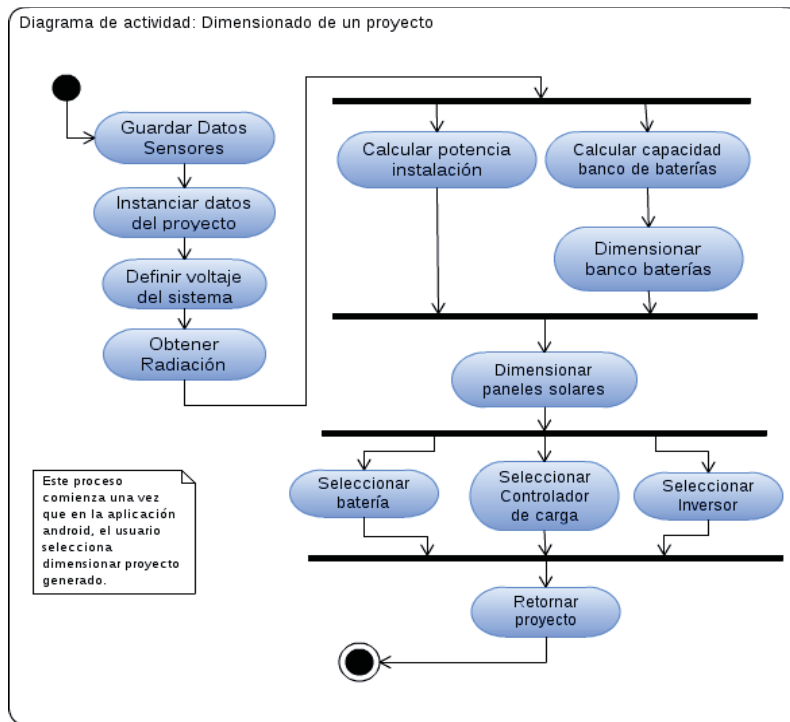 Diagrama de actividad: Dimensionado de un proyecto
Guardar Datos
Sensores
Instanciar datos
del proyecto
Definir voltaje
del sistema
Obtener
Radiación
Calcular potencia
instalación
Calcular capacidad
banco de baterías
Dimensionar
banco baterías
Dimensionar
paneles solares
Seleccionar
batería
Seleccionar
Controlador
de carga
Seleccionar
Inversor
Retornar
proyecto
Este proceso
comienza una vez
que en la aplicación
android, el usuario
selecciona
dimensionar proyecto
generado.